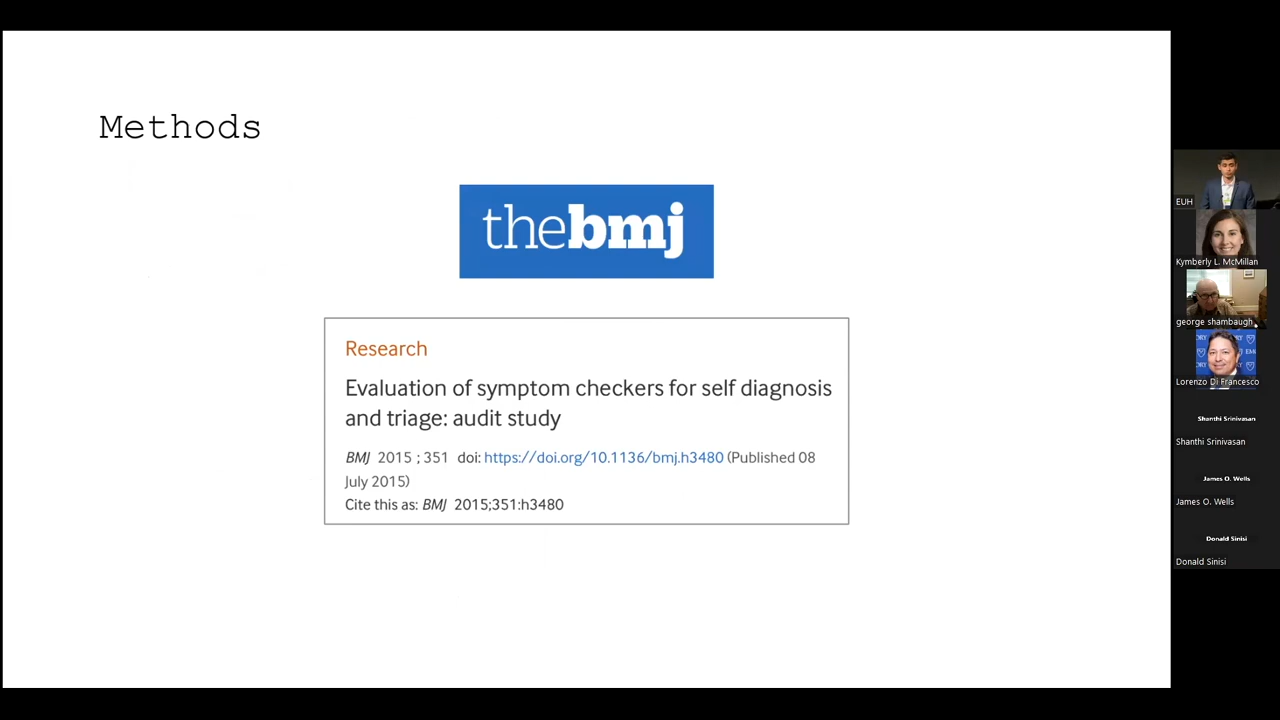 Methods
thebmj
Research
Evaluation of symptom checkers for self diagnosis
and triage: audit study
BMJ 2015 ; 351 doi: https://doi.org/10.1136/bmj.h3480 (Published 08
July 2015)
Cite this as: BMJ 2015;351:h3480
EUH
Kymberly L. McMillan
george shambaugh
Lorenzo Di Francesco
Shanthi Srinivasan
Shanthi Srinivasan
James O. Wells
James O. Wells
Donald Sinisi
Donald Sinisi